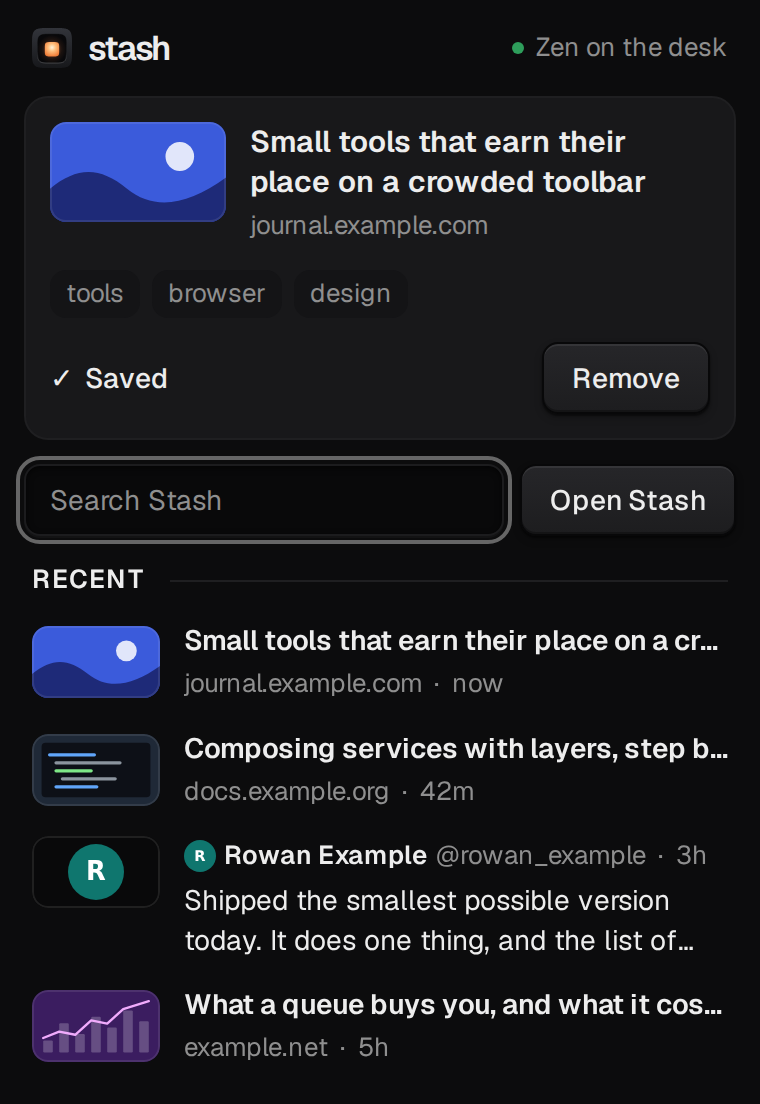 stash
Zen on the desk
Small tools that earn their
place on a crowded toolbar
journal.example.com
tools browser design
✓ Saved
Remove
Search Stash
Open Stash
RECENT
Small tools that earn their place on a cr…
journal.example.com · now
Composing services with layers, step b…
docs.example.org · 42m
R
R Rowan Example @rowan_example · 3h
Shipped the smallest possible version
today. It does one thing, and the list of…
What a queue buys you, and what it cos…
example.net · 5h